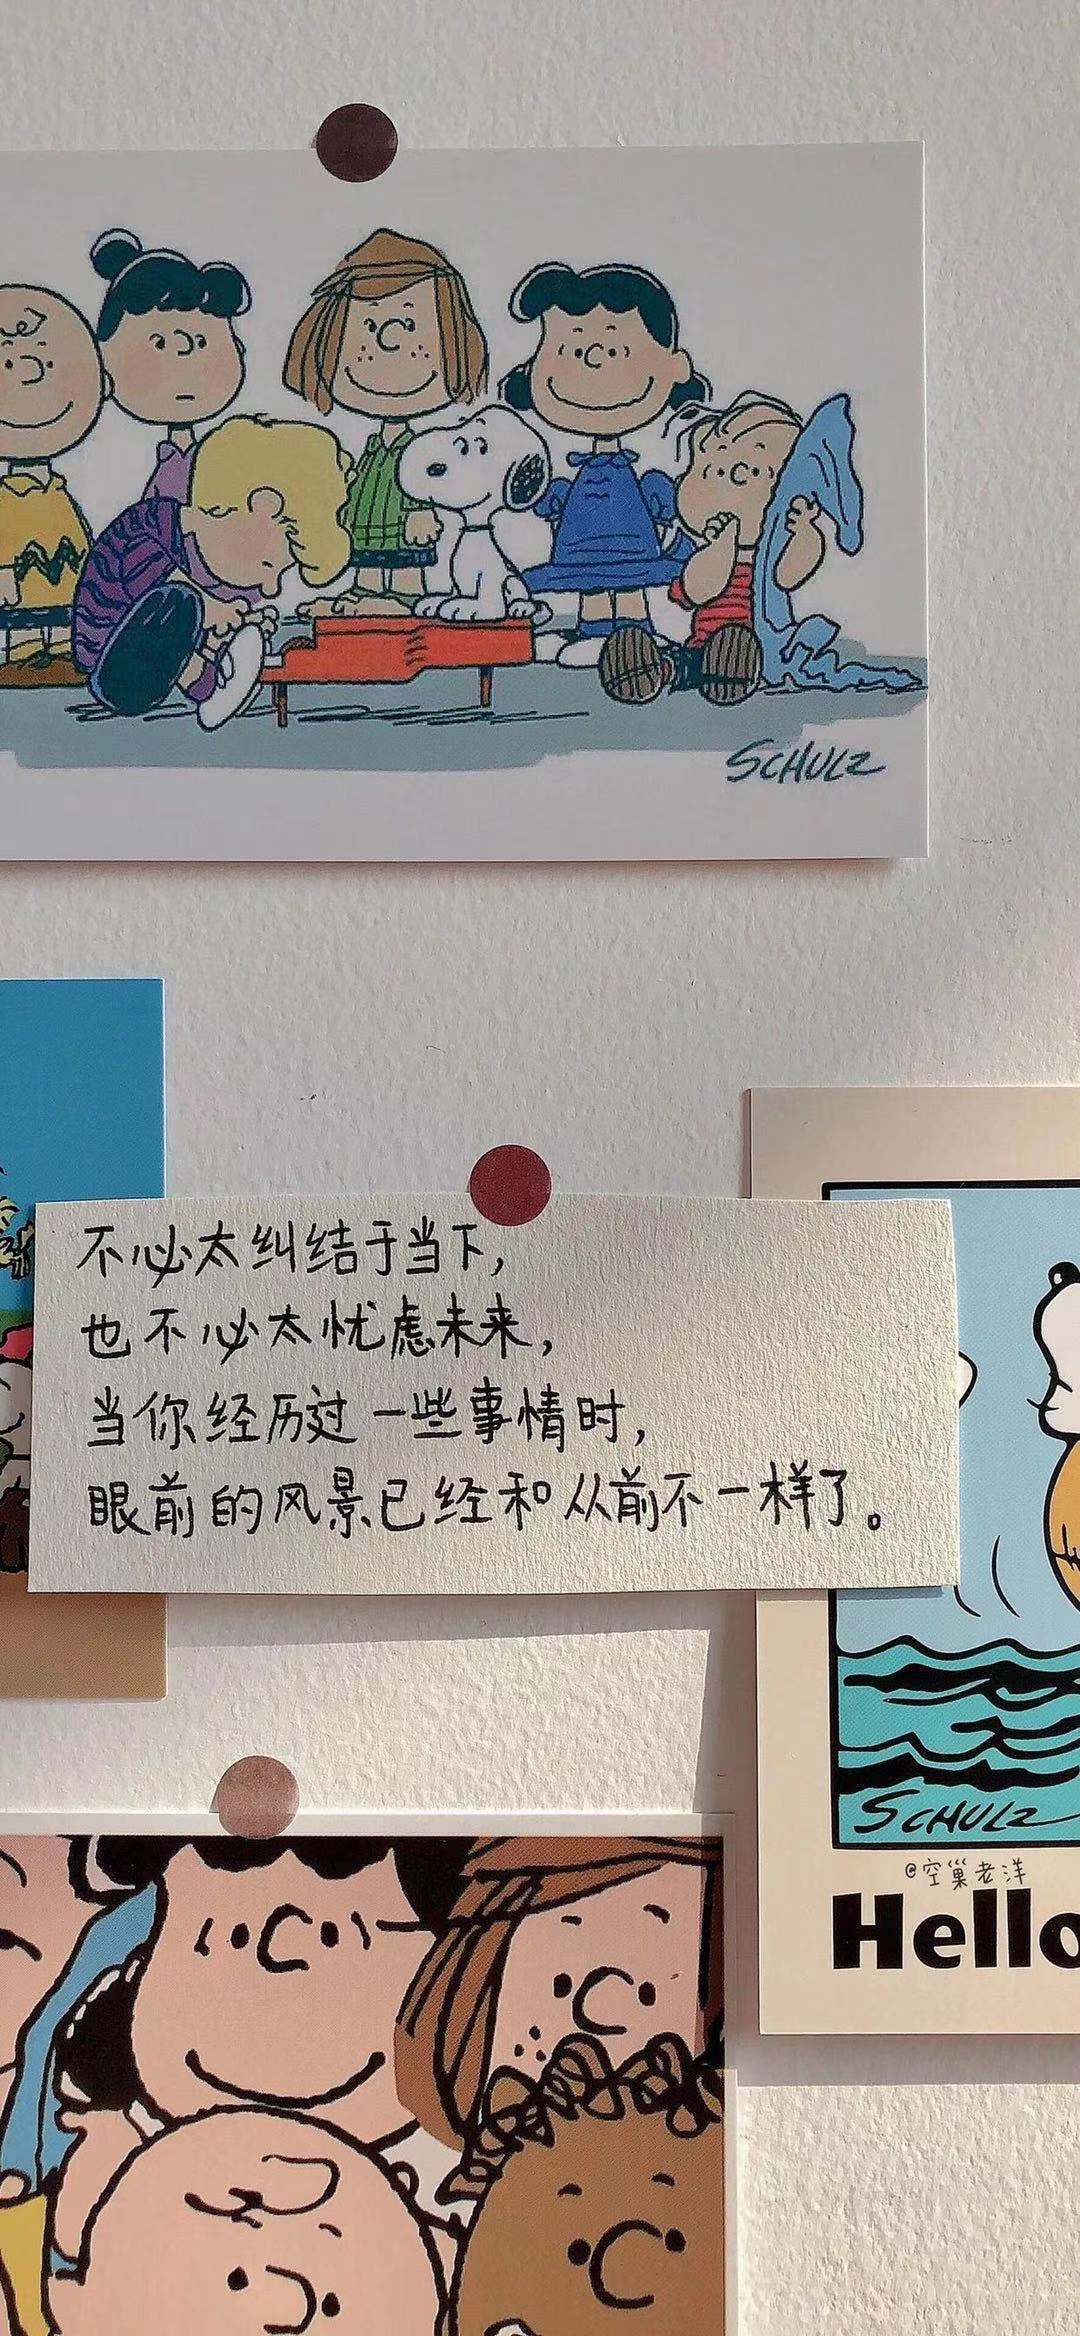 SCHULZ
不必太纠结于当下，
也不必太忧虑未来，
当你经历过一些事情时，
眼前的风景已经和从前不一样了。
SCHULZ
@空巢老洋
Hello